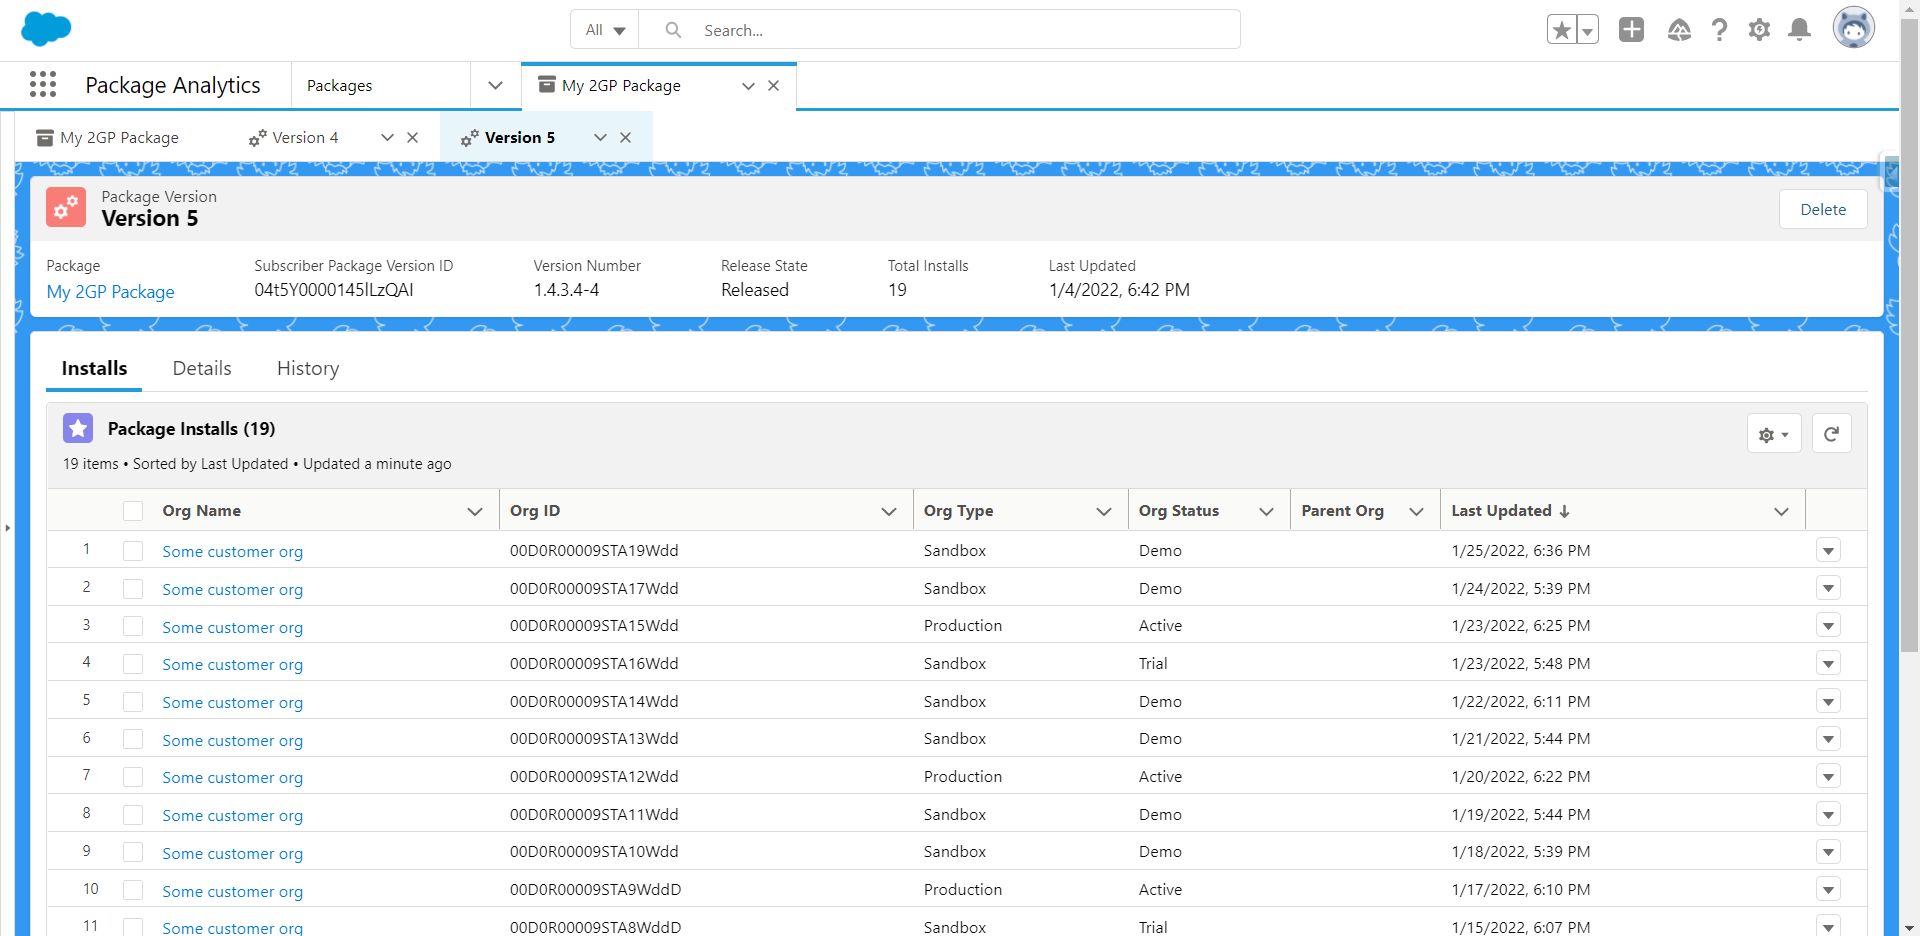 All
Search...
Package Analytics
Packages
My 2GP Package
My 2GP Package
Version 4
Version 5
Package Version
Version 5
Delete
Package
Subscriber Package Version ID
Version Number
Release State
Total Installs
Last Updated
My 2GP Package
04t5Y0000145lLzQAI
1.4.3.4-4
Released
19
1/4/2022, 6:42 PM
Installs
Details
History
Package Installs (19)
19 items • Sorted by Last Updated • Updated a minute ago
Org Name Org ID Org Type Org Status Parent Org Last Updated ↓
1 Some customer org 00D0R00009STA19Wdd Sandbox Demo 1/25/2022, 6:36 PM
2 Some customer org 00D0R00009STA17Wdd Sandbox Demo 1/24/2022, 5:39 PM
3 Some customer org 00D0R00009STA15Wdd Production Active 1/23/2022, 6:25 PM
4 Some customer org 00D0R00009STA16Wdd Sandbox Trial 1/23/2022, 5:48 PM
5 Some customer org 00D0R00009STA14Wdd Sandbox Demo 1/22/2022, 6:11 PM
6 Some customer org 00D0R00009STA13Wdd Sandbox Demo 1/21/2022, 5:44 PM
7 Some customer org 00D0R00009STA12Wdd Production Active 1/20/2022, 6:22 PM
8 Some customer org 00D0R00009STA11Wdd Sandbox Demo 1/19/2022, 5:44 PM
9 Some customer org 00D0R00009STA10Wdd Sandbox Demo 1/18/2022, 5:39 PM
10 Some customer org 00D0R00009STA9WddD Production Active 1/17/2022, 6:10 PM
11 Some customer org 00D0R00009STA8WddD Sandbox Trial 1/15/2022, 6:07 PM